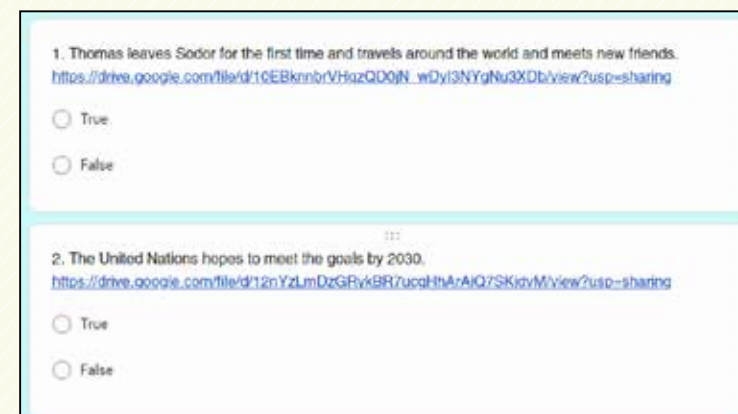 1. Thomas leaves Sodor for the first time and travels around the world and meets new friends.
True
False
2. The United Nations hopes to meet the goals by 2030.
True
False